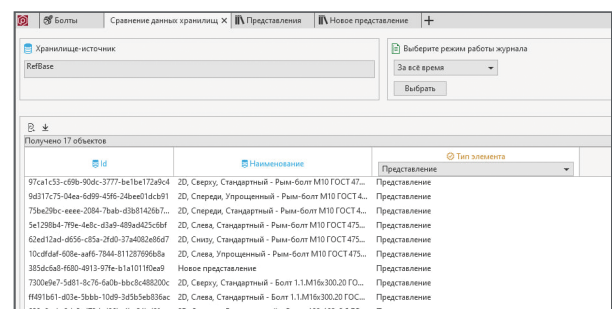 Болты
Сравнение данных хранилищ ×
Представления
Новое представление
Хранилище-источник
RefBase
Выберите режим работы журнала
За всё время
Выбрать
Получено 17 объектов
Id Наименование Тип элемента
Представление
97ca1c53-c69b-90dc-3777-be1be172a9c4 2D, Сверху, Стандартный - Рым-болт М10 ГОСТ 47... Представление
9d317c75-04ea-6d99-45f6-24bee01dcb91 2D, Спереди, Упрощенный - Рым-болт М10 ГОСТ 4... Представление
75be29bc-eeee-2084-7bab-d3b81426b7... 2D, Спереди, Стандартный - Рым-болт М10 ГОСТ 4... Представление
5e1298b4-7f9e-4e8c-d3a9-489ad425c6bf 2D, Слева, Стандартный - Рым-болт М10 ГОСТ 475... Представление
62ed12ad-d656-c85a-2fd0-37a4082e86d7 2D, Снизу, Стандартный - Рым-болт М10 ГОСТ 475... Представление
10cdfdaf-608e-aaf6-7844-811287696b8a 2D, Слева, Упрощенный - Рым-болт М10 ГОСТ 475... Представление
385dc6a8-f680-4913-97fe-b1a1011f0ea9 Новое представление Представление
7300e9e7-5d81-8c76-6a0b-bbc8c488200c 2D, Сверху, Стандартный - Болт 1.1.М16х300.20 ГО... Представление
ff491b61-d03e-5bbb-10d9-3d5b5eb836ac 2D, Слева, Стандартный - Болт 1.1.М16х300.20 ГОС... Представление